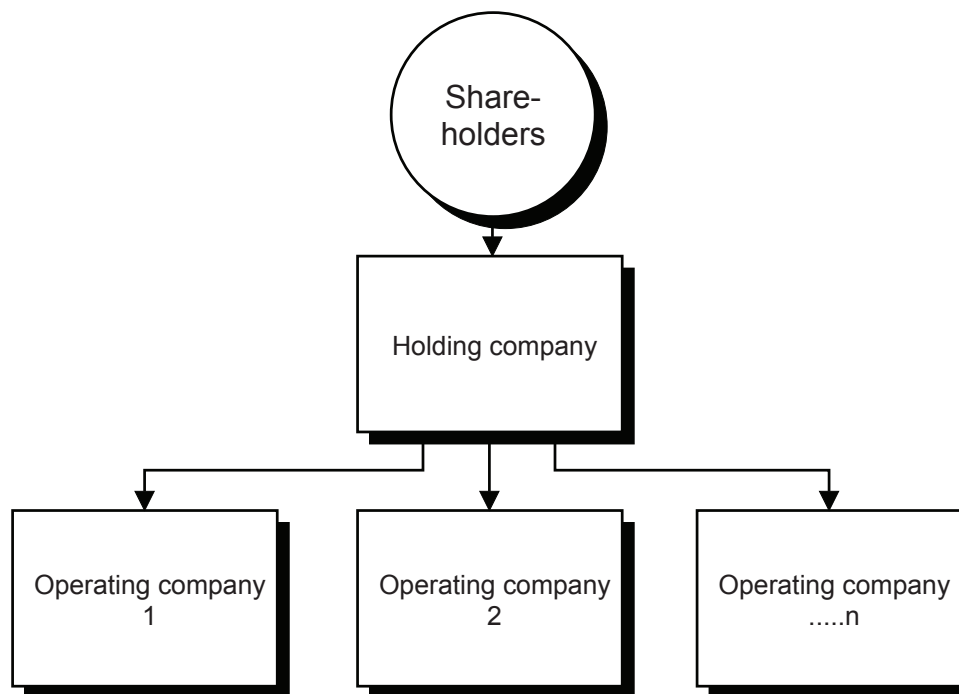 Share-
holders
Holding company
Operating company
1
Operating company
2
Operating company
.....n